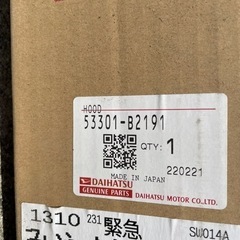 HOOD
53301-B2191
QTY: 1
220221
MADE IN JAPAN
DAIHATSU
GENUINE PARTS
DAIHATSU MOTOR CO.,LTD.
1310 231 緊急 SW014A